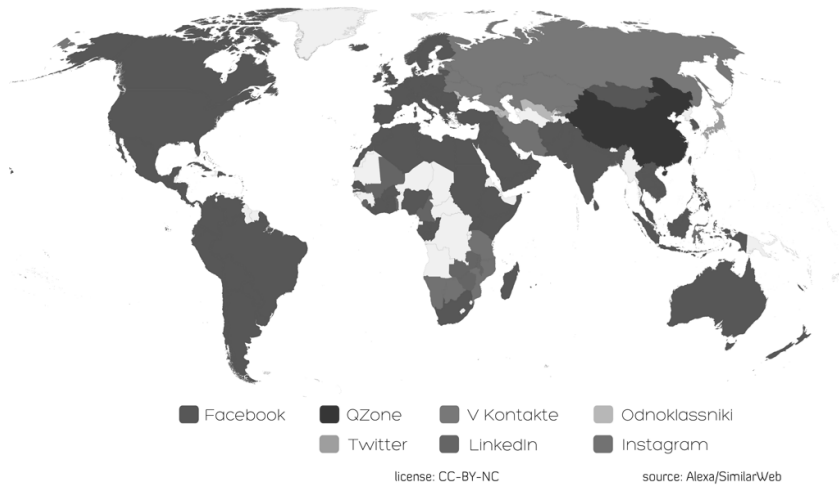 Facebook QZone V Kontakte Odnoklassniki
Twitter LinkedIn Instagram
license: CC-BY-NC source: Alexa/SimilarWeb